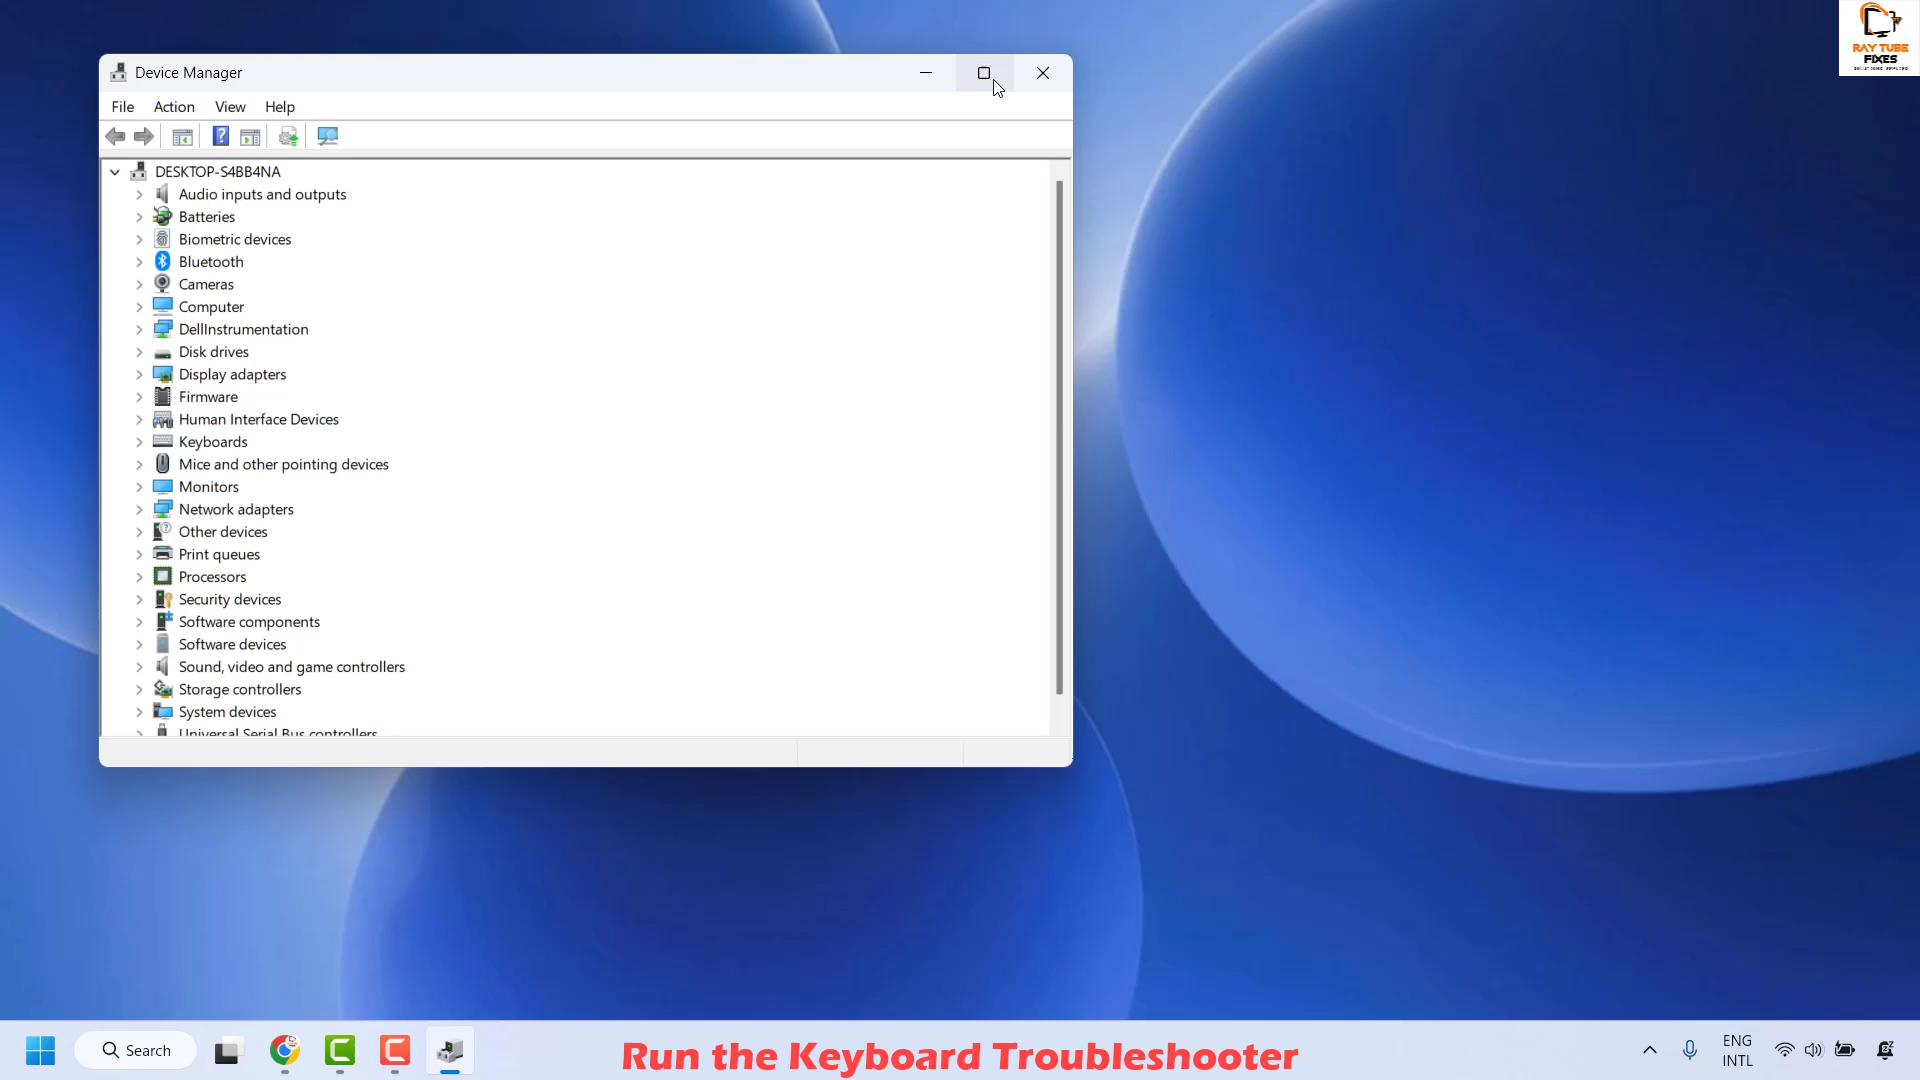 RAY TUBE
FIXES
Device Manager
File Action View Help
DESKTOP-S4BB4NA
Audio inputs and outputs
Batteries
Biometric devices
Bluetooth
Cameras
Computer
DellInstrumentation
Disk drives
Display adapters
Firmware
Human Interface Devices
Keyboards
Mice and other pointing devices
Monitors
Network adapters
Other devices
Print queues
Processors
Security devices
Software components
Software devices
Sound, video and game controllers
Storage controllers
System devices
Universal Serial Bus controllers
Search
Run the Keyboard Troubleshooter
ENG
INTL